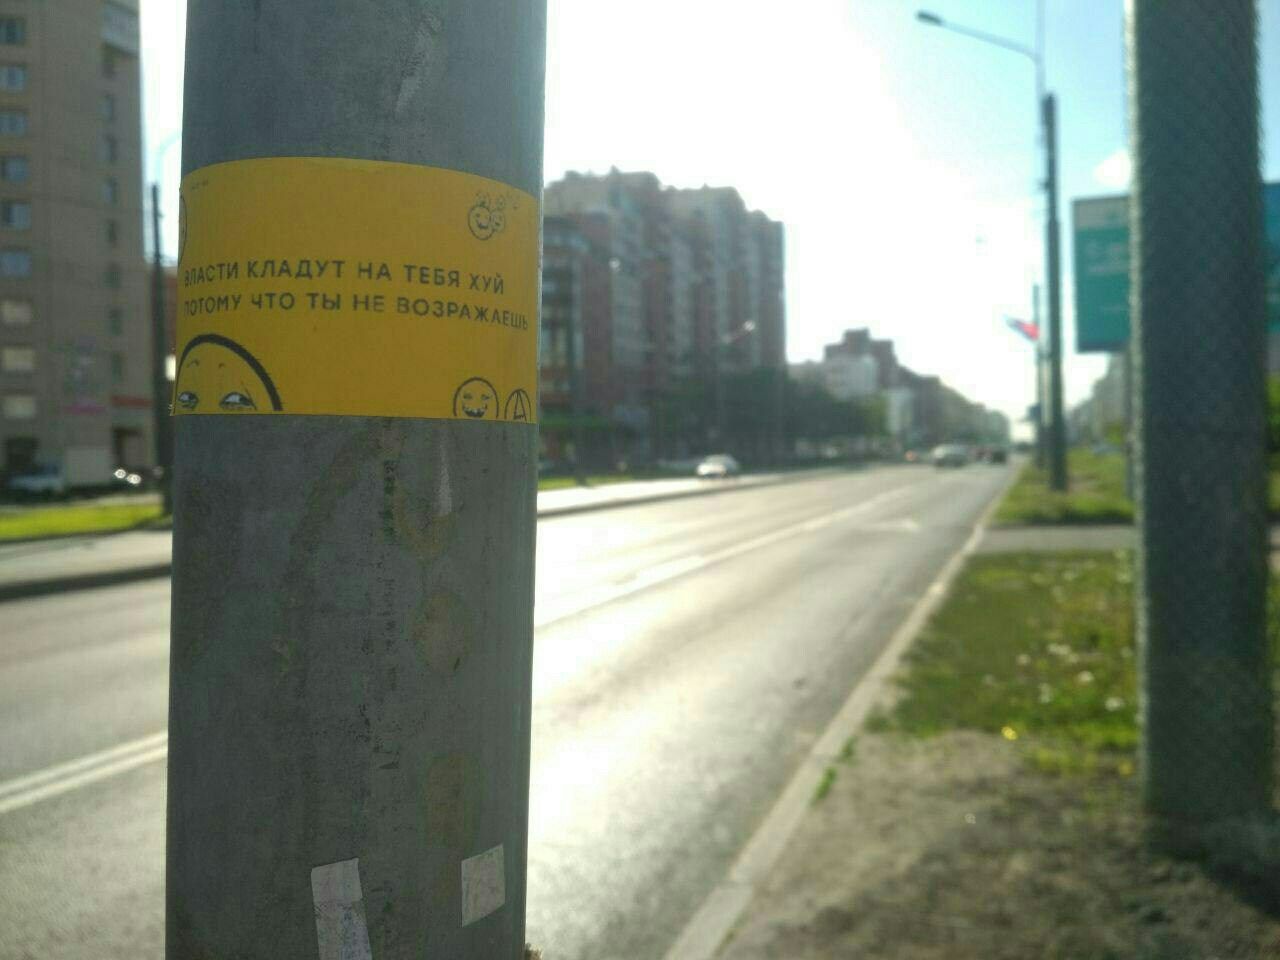 ВЛАСТИ КЛАДУТ НА ТЕБЯ ХУЙ
ПОТОМУ ЧТО ТЫ НЕ ВОЗРАЖАЕШЬ